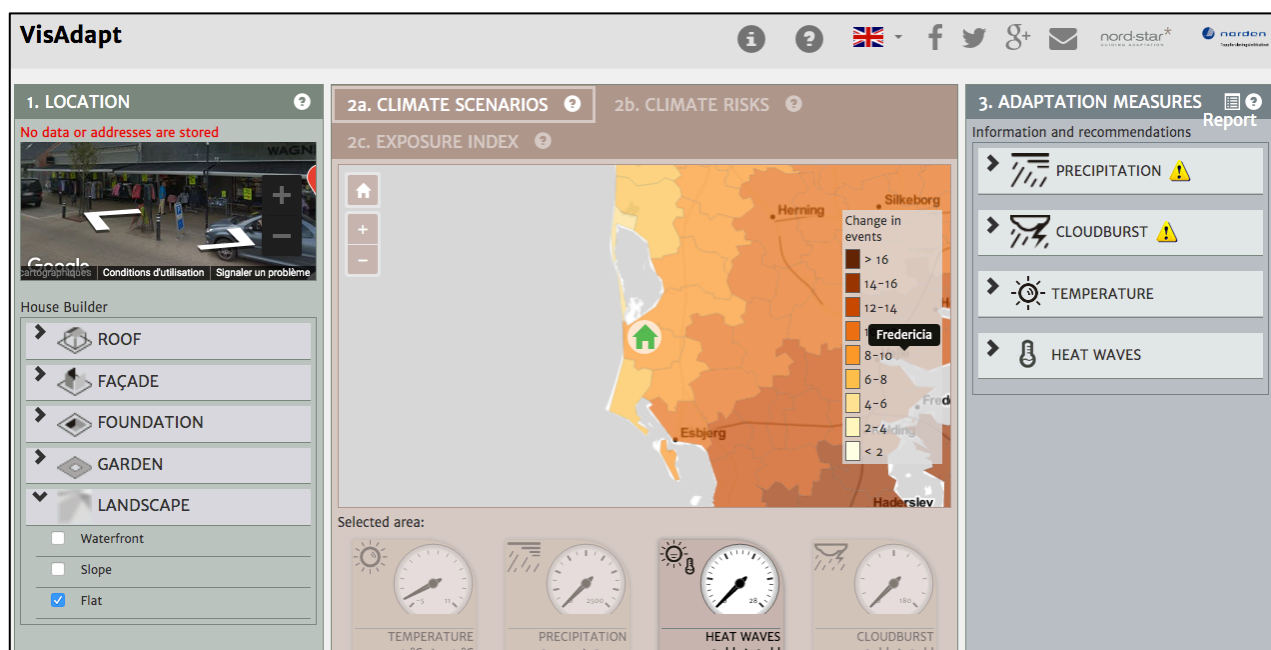 VisAdapt
nord-star*
norden
1. LOCATION
No data or addresses are stored
WAGN
Google
cartographiques
Conditions d'utilisation
Signaler un problème
House Builder
ROOF
FAÇADE
FOUNDATION
GARDEN
LANDSCAPE
Waterfront
Slope
Flat
2a. CLIMATE SCENARIOS
2b. CLIMATE RISKS
2c. EXPOSURE INDEX
Herning
Silkeborg
Change in
events
> 16
14-16
12-14
Fredericia
8-10
6-8
4-6
2-4
< 2
Esbjerg
Haderslev
Selected area:
-5 11
2500
28
180
TEMPERATURE
PRECIPITATION
HEAT WAVES
CLOUDBURST
3. ADAPTATION MEASURES
Report
Information and recommendations
PRECIPITATION
CLOUDBURST
TEMPERATURE
HEAT WAVES